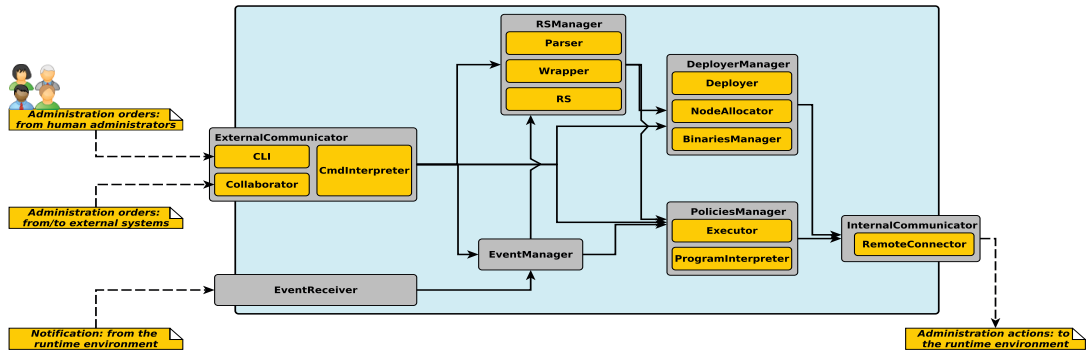 RSManager
Parser
Wrapper
RS
DeployerManager
Deployer
NodeAllocator
BinariesManager
Administration orders:
from human administrators
ExternalCommunicator
CLI
Collaborator
CmdInterpreter
Administration orders:
from/to external systems
EventManager
PoliciesManager
Executor
ProgramInterpreter
InternalCommunicator
RemoteConnector
EventReceiver
Notification: from the
runtime environment
Administration actions: to
the runtime environment